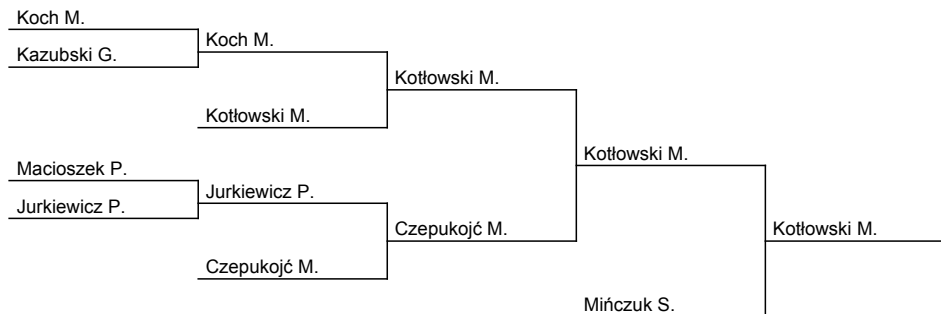 Koch M.
Kazubski G.
Koch M.
Kotłowski M.
Kotłowski M.
Macioszek P.
Jurkiewicz P.
Jurkiewicz P.
Czepukojć M.
Czepukojć M.
Kotłowski M.
Mińczuk S.
Kotłowski M.